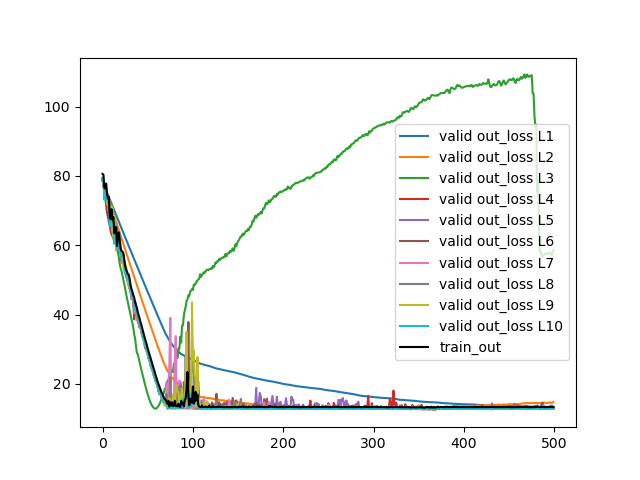 100
80
60
40
20
0
100
200
300
400
500
valid out_loss L1
valid out_loss L2
valid out_loss L3
valid out_loss L4
valid out_loss L5
valid out_loss L6
valid out_loss L7
valid out_loss L8
valid out_loss L9
valid out_loss L10
train_out